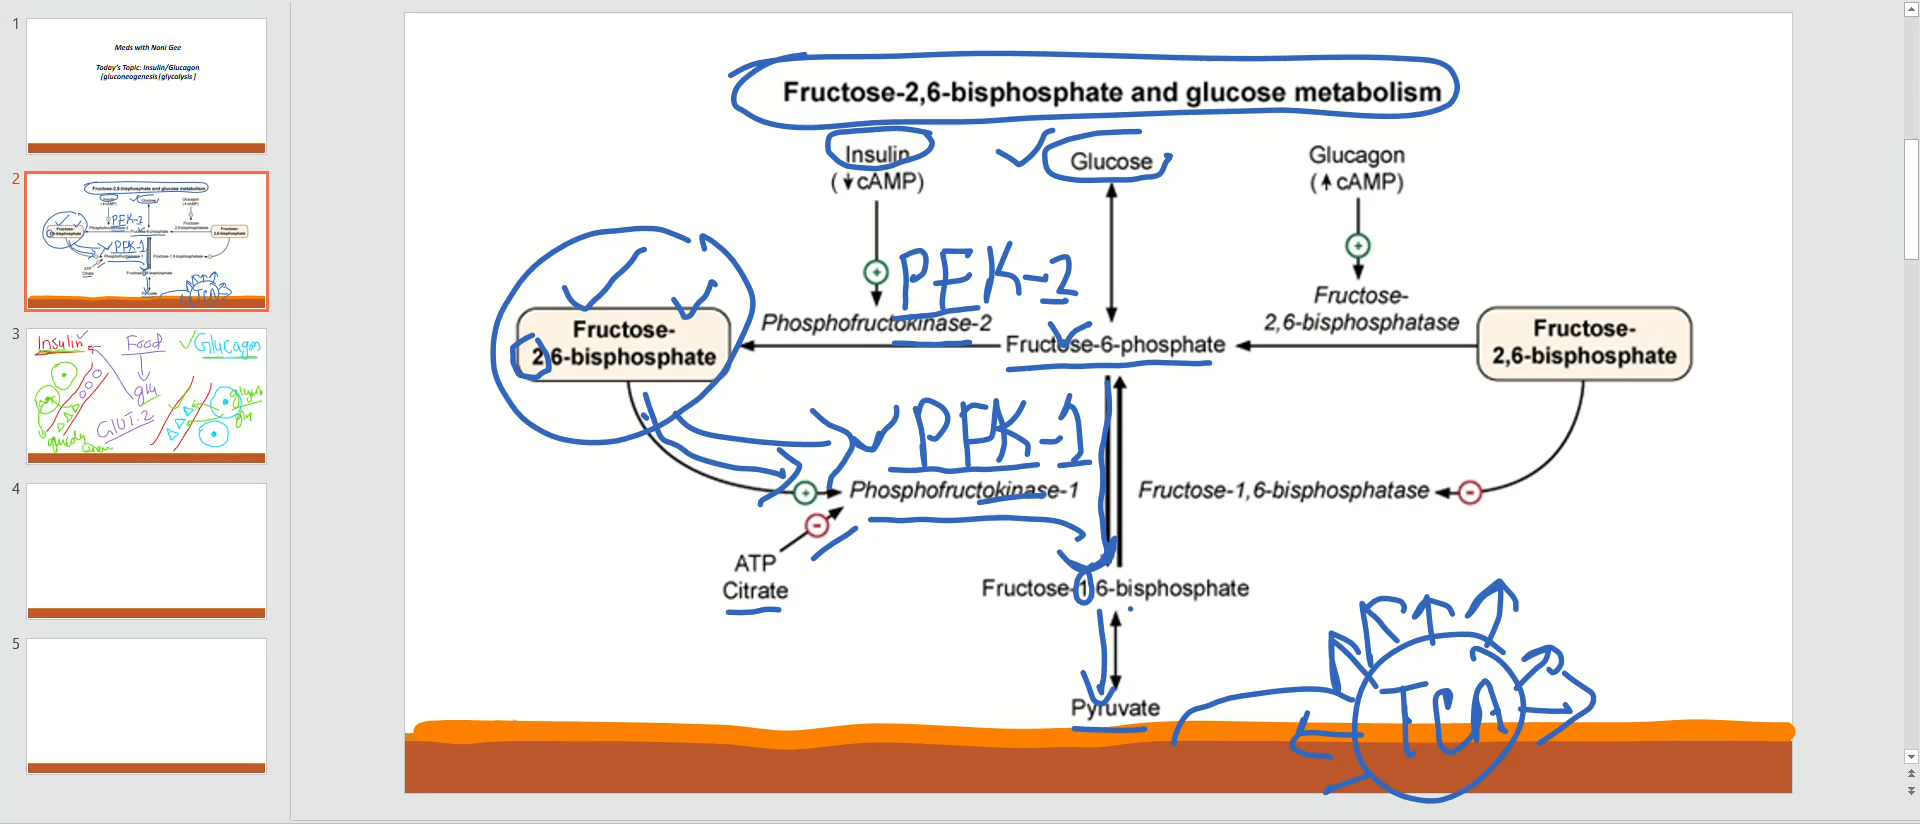 1
Meds with Noni Gee
Today's Topic: Insulin/Glucagon
[gluconeogenesis|glycolysis]
2
3
Insulin
Food
Glucagon
glu
GLUT-2
4
5
Fructose-2,6-bisphosphate and glucose metabolism
Insulin
(↓cAMP)
Glucose
Glucagon
(↑cAMP)
+
+
PFK-2
Phosphofructokinase-2
Fructose-
2,6-bisphosphatase
Fructose-
2,6-bisphosphate
Fructose-6-phosphate
Fructose-
2,6-bisphosphate
PFK-1
+
Phosphofructokinase-1
Fructose-1,6-bisphosphatase
-
-
ATP
Citrate
Fructose-1,6-bisphosphate
Pyruvate
TCA